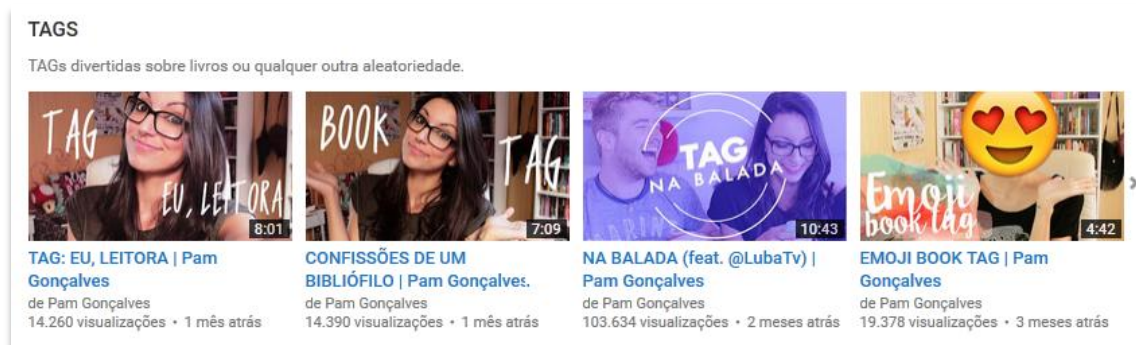 TAGS
TAGs divertidas sobre livros ou qualquer outra aleatoriedade.
TAG
EU, LEITORA
8:01
BOOK
TAG
7:09
TAG
NA BALADA
10:43
Emoji
book tag
4:42
TAG: EU, LEITORA | Pam
Gonçalves
de Pam Gonçalves
14.260 visualizações • 1 mês atrás
CONFISSÕES DE UM
BIBLIÓFILO | Pam Gonçalves.
de Pam Gonçalves
14.390 visualizações • 1 mês atrás
NA BALADA (feat. @LubaTv) |
Pam Gonçalves
de Pam Gonçalves
103.634 visualizações • 2 meses atrás
EMOJI BOOK TAG | Pam
Gonçalves
de Pam Gonçalves
19.378 visualizações • 3 meses atrás